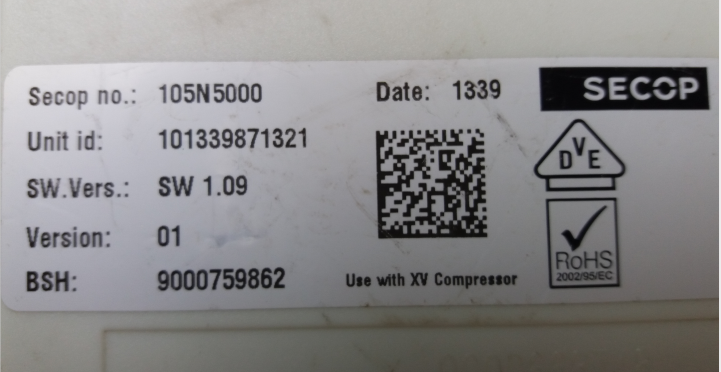 Secop no.: 105N5000 Date: 1339 SECOP
Unit id: 101339871321
DVE
SW.Vers.: SW 1.09
Version: 01
RoHS
2002/95/EC
BSH: 9000759862 Use with XV Compressor